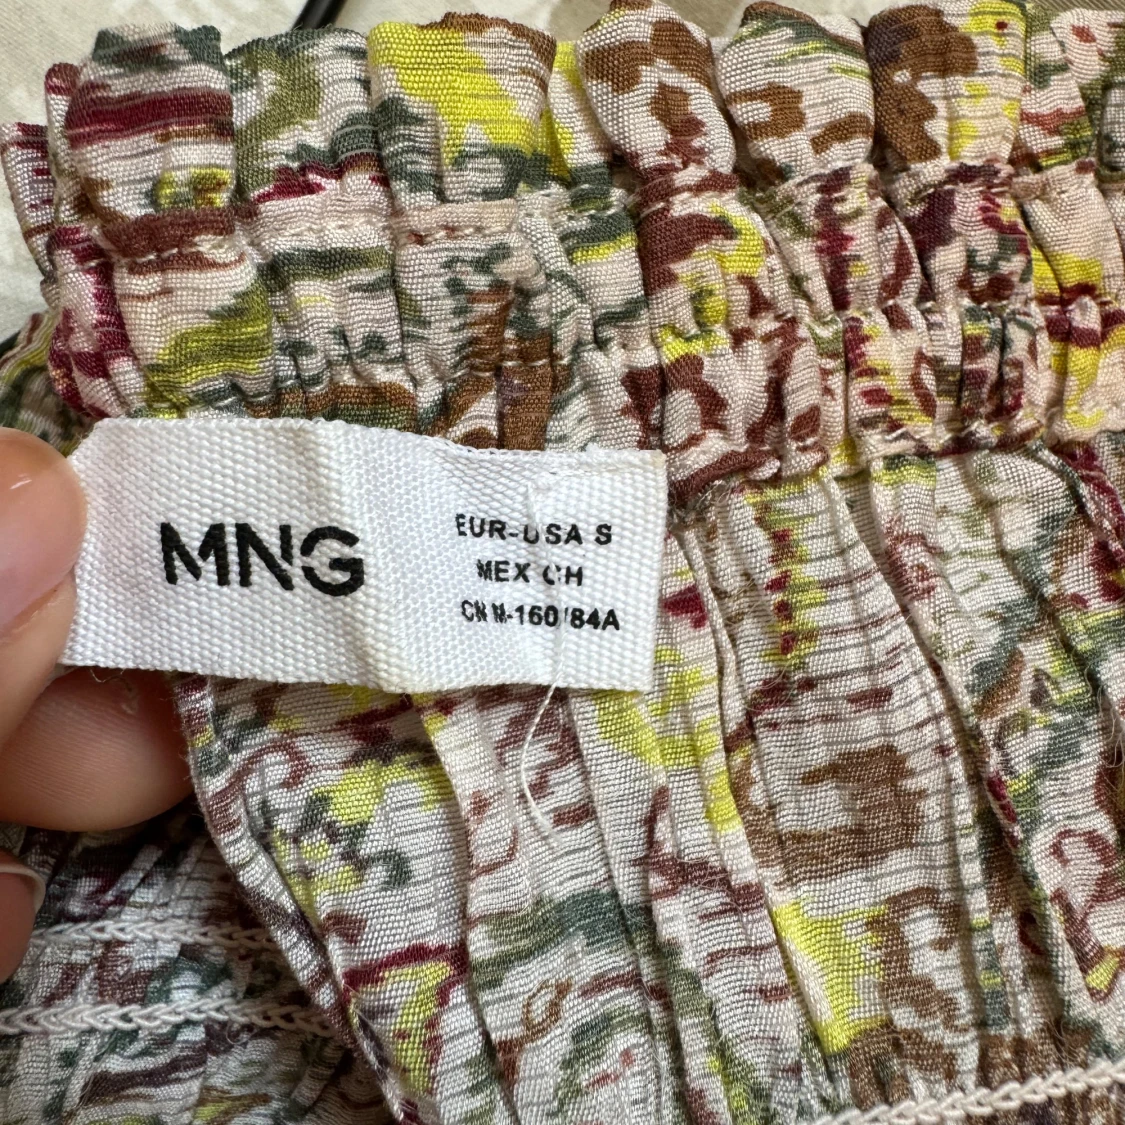 MNG
EUR-USA S
MEX CH
CN M-160/84A